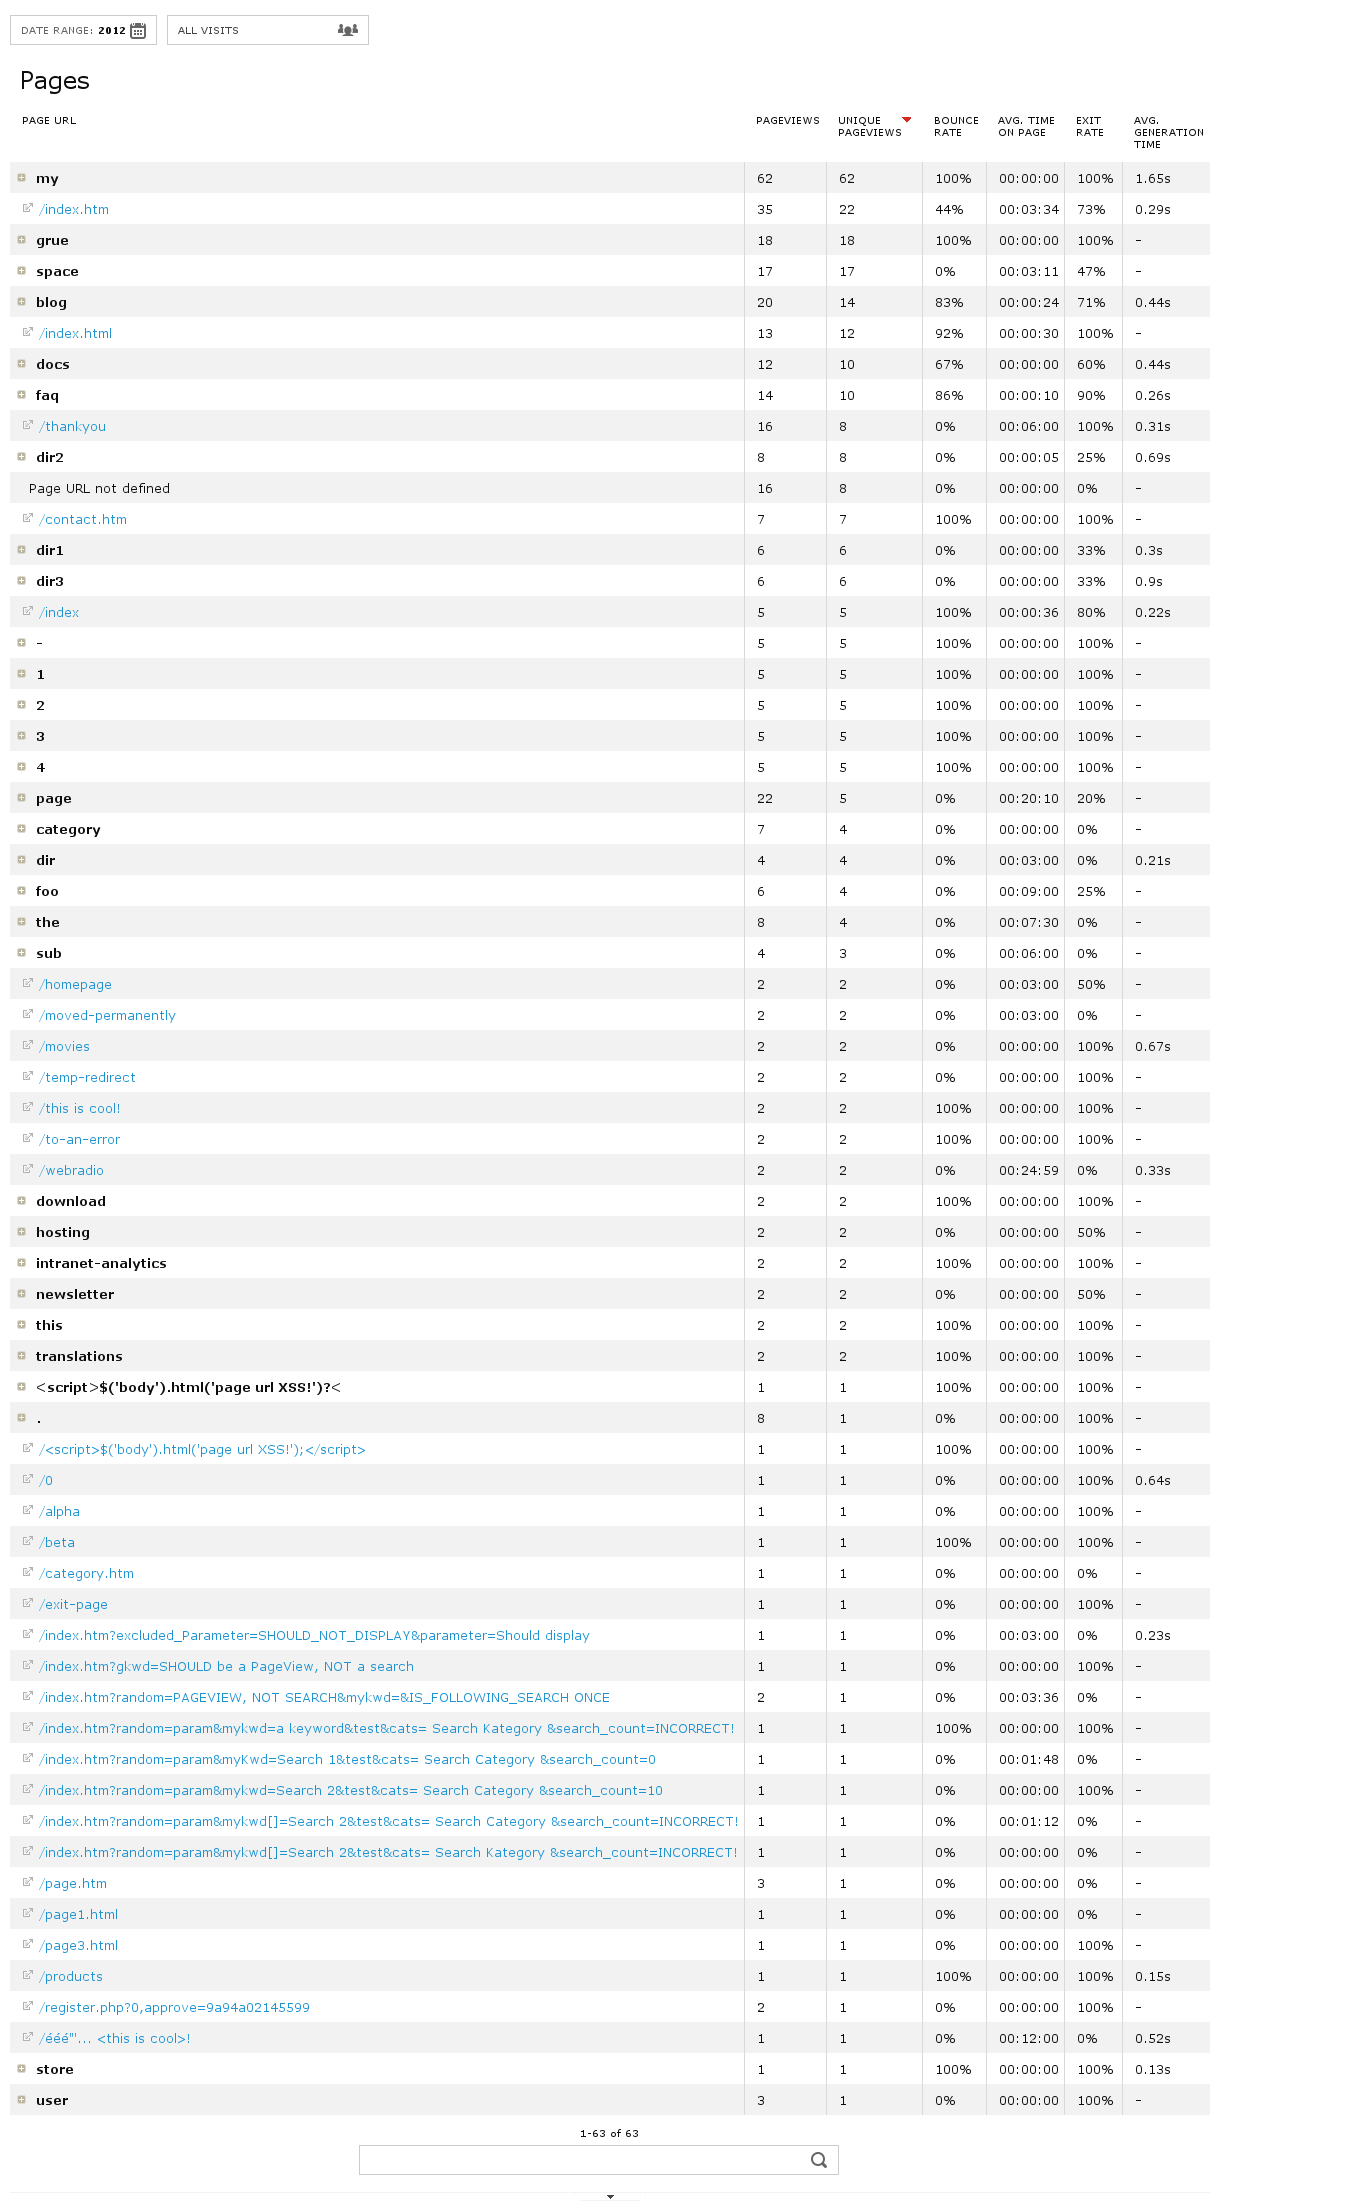 DATE RANGE: 2012 ALL VISITS
Pages
PAGE URL PAGEVIEWS UNIQUE PAGEVIEWS BOUNCE RATE AVG. TIME ON PAGE EXIT RATE AVG. GENERATION TIME
my 62 62 100% 00:00:00 100% 1.65s
/index.htm 35 22 44% 00:03:34 73% 0.29s
grue 18 18 100% 00:00:00 100% -
space 17 17 0% 00:03:11 47% -
blog 20 14 83% 00:00:24 71% 0.44s
/index.html 13 12 92% 00:00:30 100% -
docs 12 10 67% 00:00:00 60% 0.44s
faq 14 10 86% 00:00:10 90% 0.26s
/thankyou 16 8 0% 00:06:00 100% 0.31s
dir2 8 8 0% 00:00:05 25% 0.69s
Page URL not defined 16 8 0% 00:00:00 0% -
/contact.htm 7 7 100% 00:00:00 100% -
dir1 6 6 0% 00:00:00 33% 0.3s
dir3 6 6 0% 00:00:00 33% 0.9s
/index 5 5 100% 00:00:36 80% 0.22s
- 5 5 100% 00:00:00 100% -
1 5 5 100% 00:00:00 100% -
2 5 5 100% 00:00:00 100% -
3 5 5 100% 00:00:00 100% -
4 5 5 100% 00:00:00 100% -
page 22 5 0% 00:20:10 20% -
category 7 4 0% 00:00:00 0% -
dir 4 4 0% 00:03:00 0% 0.21s
foo 6 4 0% 00:09:00 25% -
the 8 4 0% 00:07:30 0% -
sub 4 3 0% 00:06:00 0% -
/homepage 2 2 0% 00:03:00 50% -
/moved-permanently 2 2 0% 00:03:00 0% -
/movies 2 2 0% 00:00:00 100% 0.67s
/temp-redirect 2 2 0% 00:00:00 100% -
/this is cool! 2 2 100% 00:00:00 100% -
/to-an-error 2 2 100% 00:00:00 100% -
/webradio 2 2 0% 00:24:59 0% 0.33s
download 2 2 100% 00:00:00 100% -
hosting 2 2 0% 00:00:00 50% -
intranet-analytics 2 2 100% 00:00:00 100% -
newsletter 2 2 0% 00:00:00 50% -
this 2 2 100% 00:00:00 100% -
translations 2 2 100% 00:00:00 100% -
<script>$('body').html('page url XSS!')?< 1 1 100% 00:00:00 100% -
. 8 1 0% 00:00:00 100% -
/<script>$('body').html('page url XSS!');</script> 1 1 100% 00:00:00 100% -
/0 1 1 0% 00:00:00 100% 0.64s
/alpha 1 1 0% 00:00:00 100% -
/beta 1 1 100% 00:00:00 100% -
/category.htm 1 1 0% 00:00:00 0% -
/exit-page 1 1 0% 00:00:00 100% -
/index.htm?excluded_Parameter=SHOULD_NOT_DISPLAY&parameter=Should display 1 1 0% 00:03:00 0% 0.23s
/index.htm?gkwd=SHOULD be a PageView, NOT a search 1 1 0% 00:00:00 100% -
/index.htm?random=PAGEVIEW, NOT SEARCH&mykwd=&IS_FOLLOWING_SEARCH ONCE 2 1 0% 00:03:36 0% -
/index.htm?random=param&mykwd=a keyword&test&cats= Search Kategory &search_count=INCORRECT! 1 1 100% 00:00:00 100% -
/index.htm?random=param&myKwd=Search 1&test&cats= Search Category &search_count=0 1 1 0% 00:01:48 0% -
/index.htm?random=param&mykwd=Search 2&test&cats= Search Category &search_count=10 1 1 0% 00:00:00 100% -
/index.htm?random=param&mykwd[]=Search 2&test&cats= Search Category &search_count=INCORRECT! 1 1 0% 00:01:12 0% -
/index.htm?random=param&mykwd[]=Search 2&test&cats= Search Kategory &search_count=INCORRECT! 1 1 0% 00:00:00 0% -
/page.htm 3 1 0% 00:00:00 0% -
/page1.html 1 1 0% 00:00:00 0% -
/page3.html 1 1 0% 00:00:00 100% -
/products 1 1 100% 00:00:00 100% 0.15s
/register.php?0,approve=9a94a02145599 2 1 0% 00:00:00 100% -
/ééé"'... <this is cool>! 1 1 0% 00:12:00 0% 0.52s
store 1 1 100% 00:00:00 100% 0.13s
user 3 1 0% 00:00:00 100% -
1-63 of 63